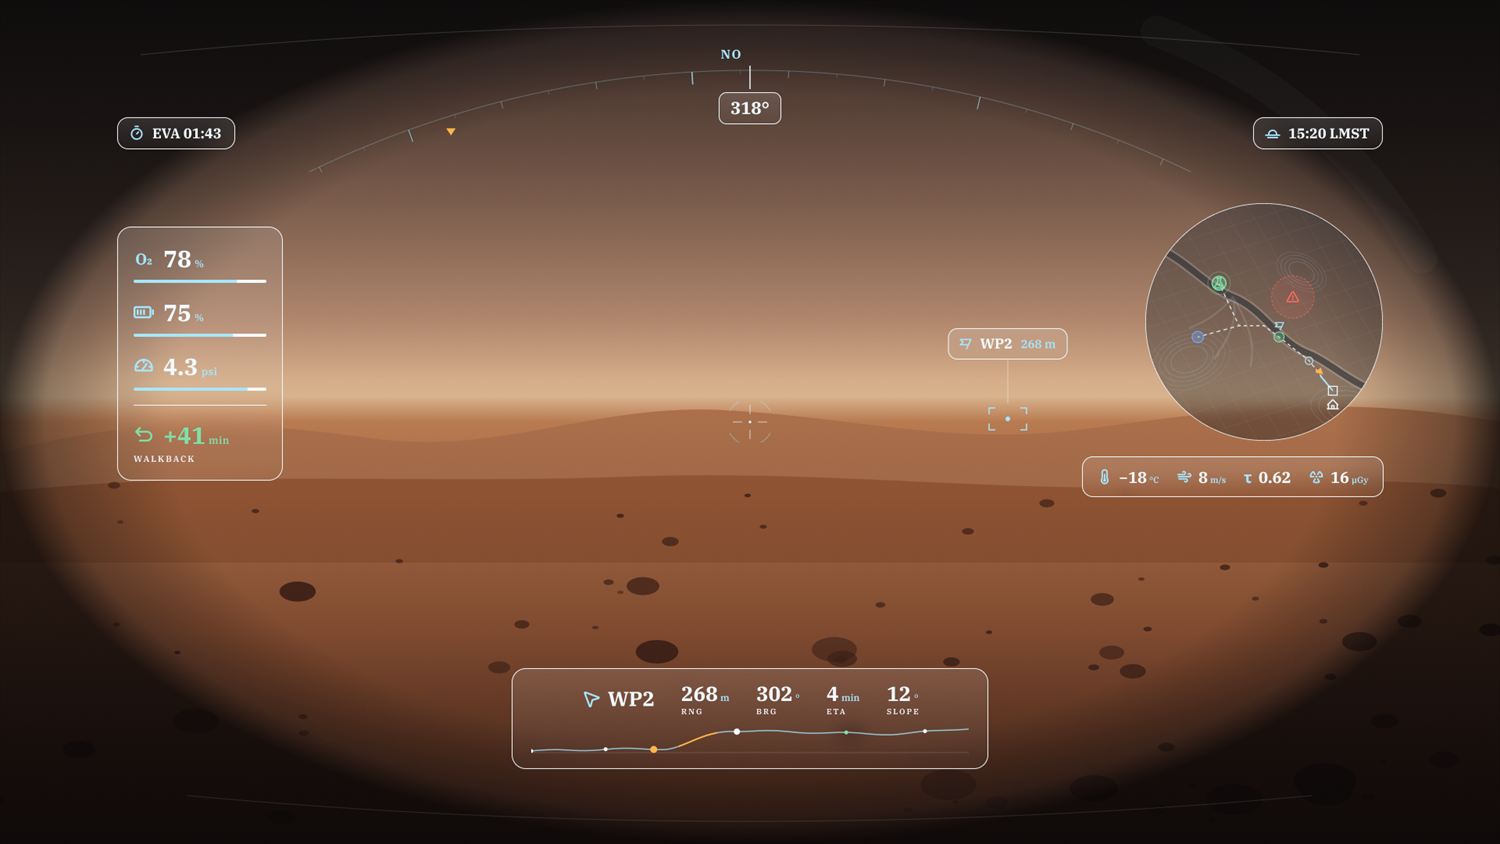 NO
318°
EVA 01:43
15:20 LMST
O₂ 78 %
75 %
4.3 psi
+41 min
WALKBACK
WP2 268 m
−18 °C 8 m/s τ 0.62 16 μGy
WP2 268 m 302 ° 4 min 12 °
RNG BRG ETA SLOPE